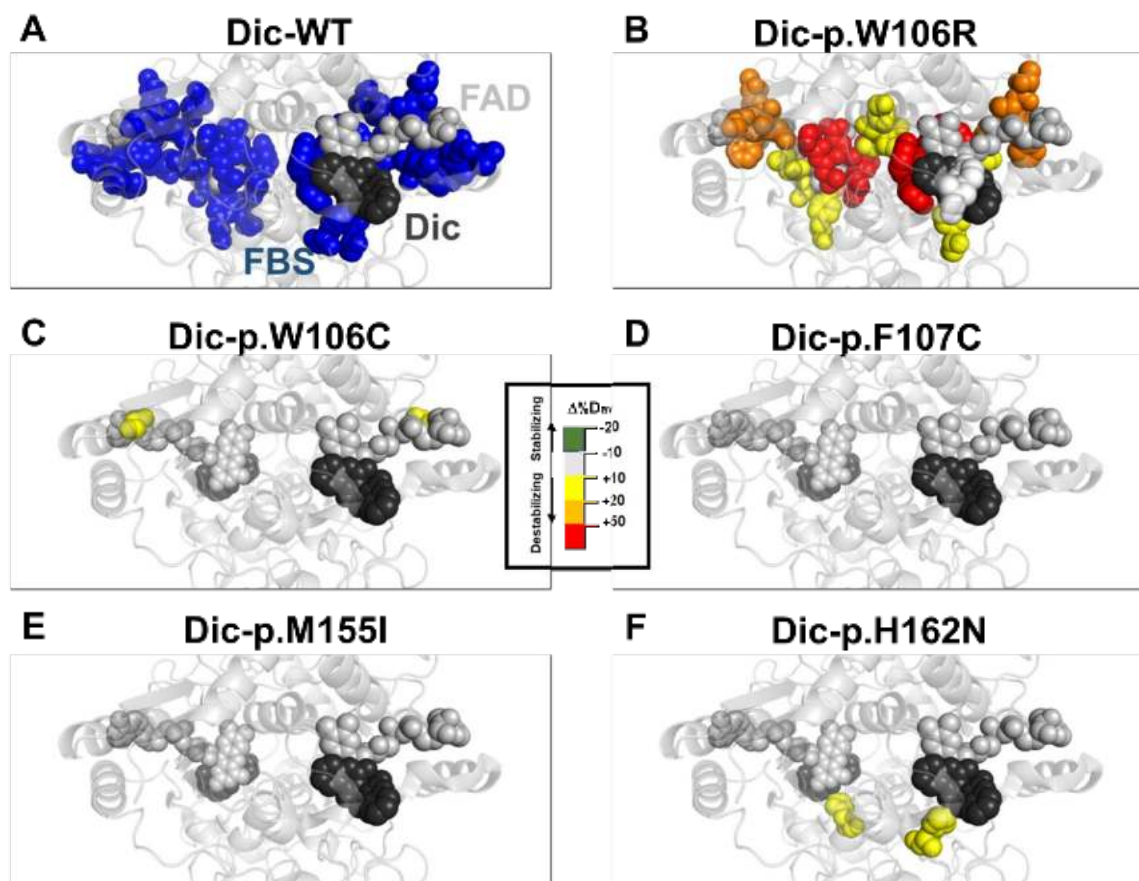 A
Dic-WT
FAD
Dic
FBS
B
Dic-p.W106R
C
Dic-p.W106C
D
Dic-p.F107C
Stabilizing
Destabilizing
-20
-10
+10
+20
+50
E
Dic-p.M155I
F
Dic-p.H162N